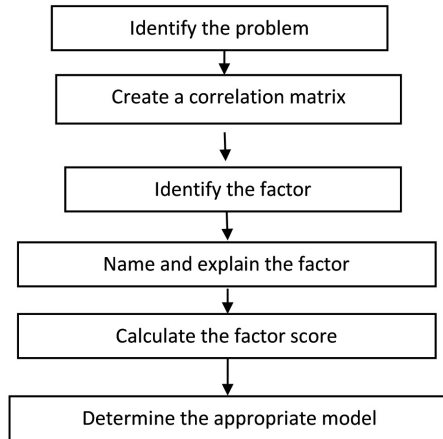 Identify the problem
Create a correlation matrix
Identify the factor
Name and explain the factor
Calculate the factor score
Determine the appropriate model